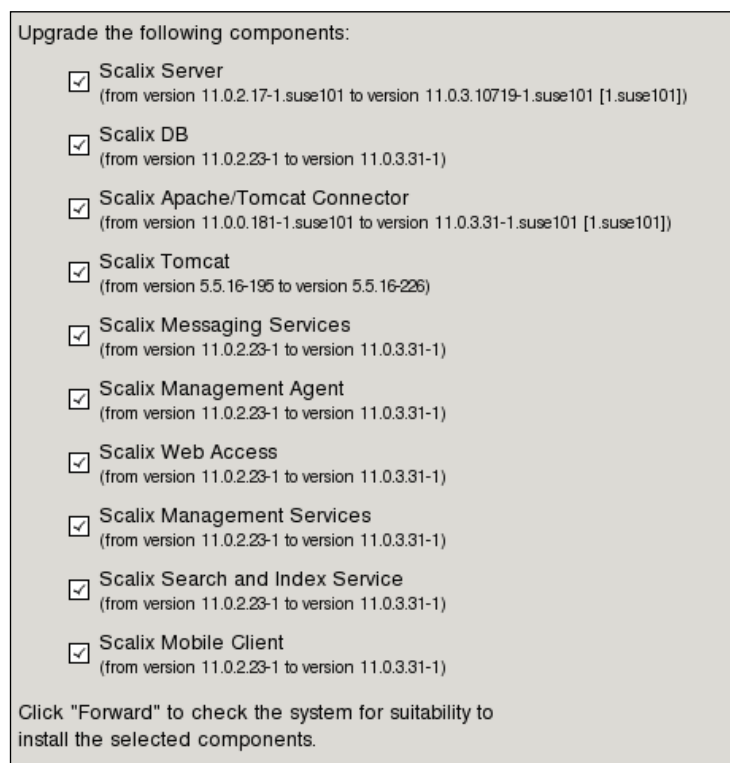 Upgrade the following components:
Scalix Server
(from version 11.0.2.17-1.suse101 to version 11.0.3.10719-1.suse101 [1.suse101])
Scalix DB
(from version 11.0.2.23-1 to version 11.0.3.31-1)
Scalix Apache/Tomcat Connector
(from version 11.0.0.181-1.suse101 to version 11.0.3.31-1.suse101 [1.suse101])
Scalix Tomcat
(from version 5.5.16-195 to version 5.5.16-226)
Scalix Messaging Services
(from version 11.0.2.23-1 to version 11.0.3.31-1)
Scalix Management Agent
(from version 11.0.2.23-1 to version 11.0.3.31-1)
Scalix Web Access
(from version 11.0.2.23-1 to version 11.0.3.31-1)
Scalix Management Services
(from version 11.0.2.23-1 to version 11.0.3.31-1)
Scalix Search and Index Service
(from version 11.0.2.23-1 to version 11.0.3.31-1)
Scalix Mobile Client
(from version 11.0.2.23-1 to version 11.0.3.31-1)
Click "Forward" to check the system for suitability to
install the selected components.